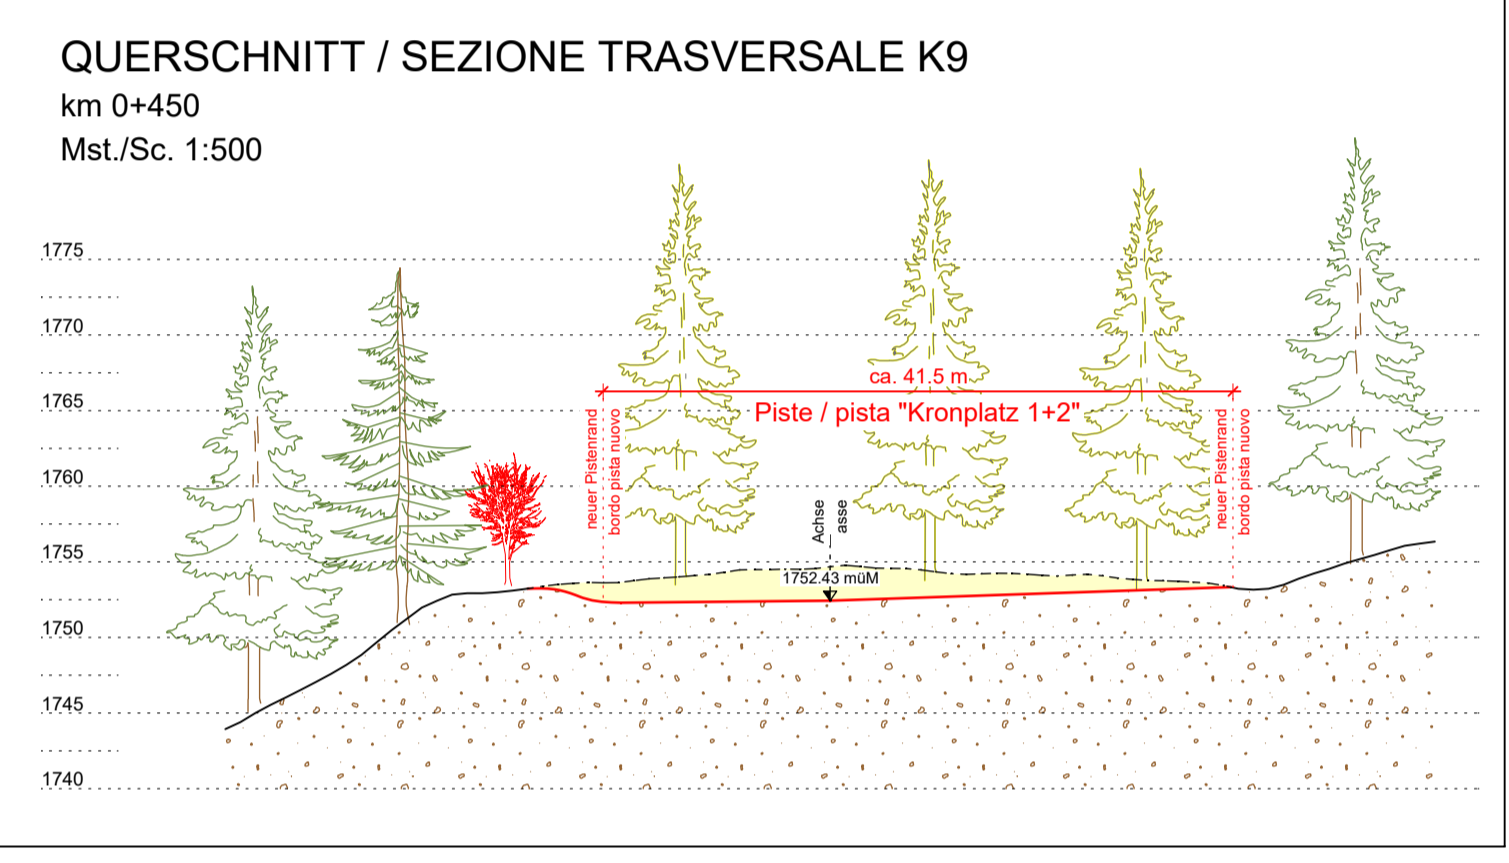 QUERSCHNITT / SEZIONE TRASVERSALE K9
km 0+450
Mst./Sc. 1:500
1775
1770
1765
1760
1755
1750
1745
1740
ca. 41.5 m
Piste / pista "Kronplatz 1+2"
neuer Pistenrand
bordo pista nuovo
Achse
asse
1752.43 müM
neuer Pistenrand
bordo pista nuovo